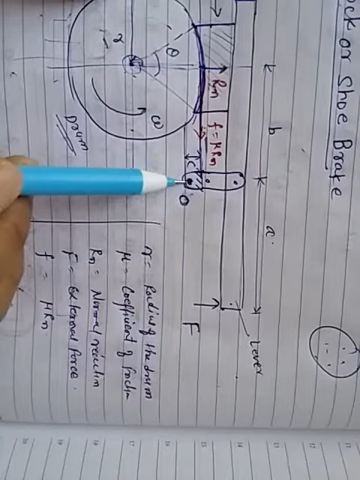 ock or Shoe Brake
b
a
Lever
F
Rn
f = μRn
c
O
r
θ
ω
Drum
r = Radius of the drum
μ = Coefficient of friction
Rn = Normal reaction
F = External force
f = μRn